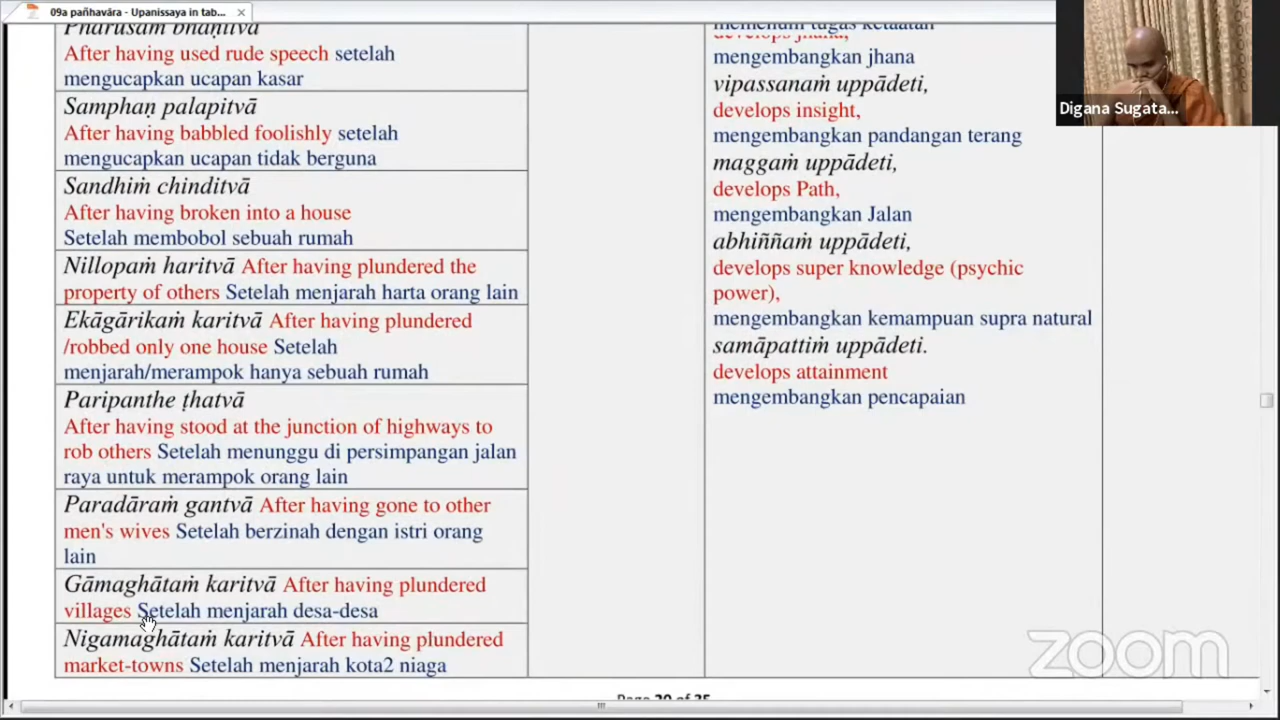 09a pañhavára - Upanissaya in tab...
Pharusaṁ bhaṇitvā
After having used rude speech setelah
mengucapkan ucapan kasar
Samphaṇ palapitvā
After having babbled foolishly setelah
mengucapkan ucapan tidak berguna
Sandhiṁ chinditvā
After having broken into a house
Setelah membobol sebuah rumah
Nillopaṁ haritvā After having plundered the
property of others Setelah menjarah harta orang lain
Ekāgārikaṁ karitvā After having plundered
/robbed only one house Setelah
menjarah/merampok hanya sebuah rumah
Paripanthe ṭhatvā
After having stood at the junction of highways to
rob others Setelah menunggu di persimpangan jalan
raya untuk merampok orang lain
Paradāraṁ gantvā After having gone to other
men's wives Setelah berzinah dengan istri orang
lain
Gāmaghātaṁ karitvā After having plundered
villages Setelah menjarah desa-desa
Nigamaghātaṁ karitvā After having plundered
market-towns Setelah menjarah kota2 niaga
memenuhi tugas ketaatan
develops jhana,
mengembangkan jhana
vipassanaṁ uppādeti,
develops insight,
mengembangkan pandangan terang
maggaṁ uppādeti,
develops Path,
mengembangkan Jalan
abhiññaṁ uppādeti,
develops super knowledge (psychic
power),
mengembangkan kemampuan supra natural
samāpattiṁ uppādeti.
develops attainment
mengembangkan pencapaian
Digana Sugata...
zoom